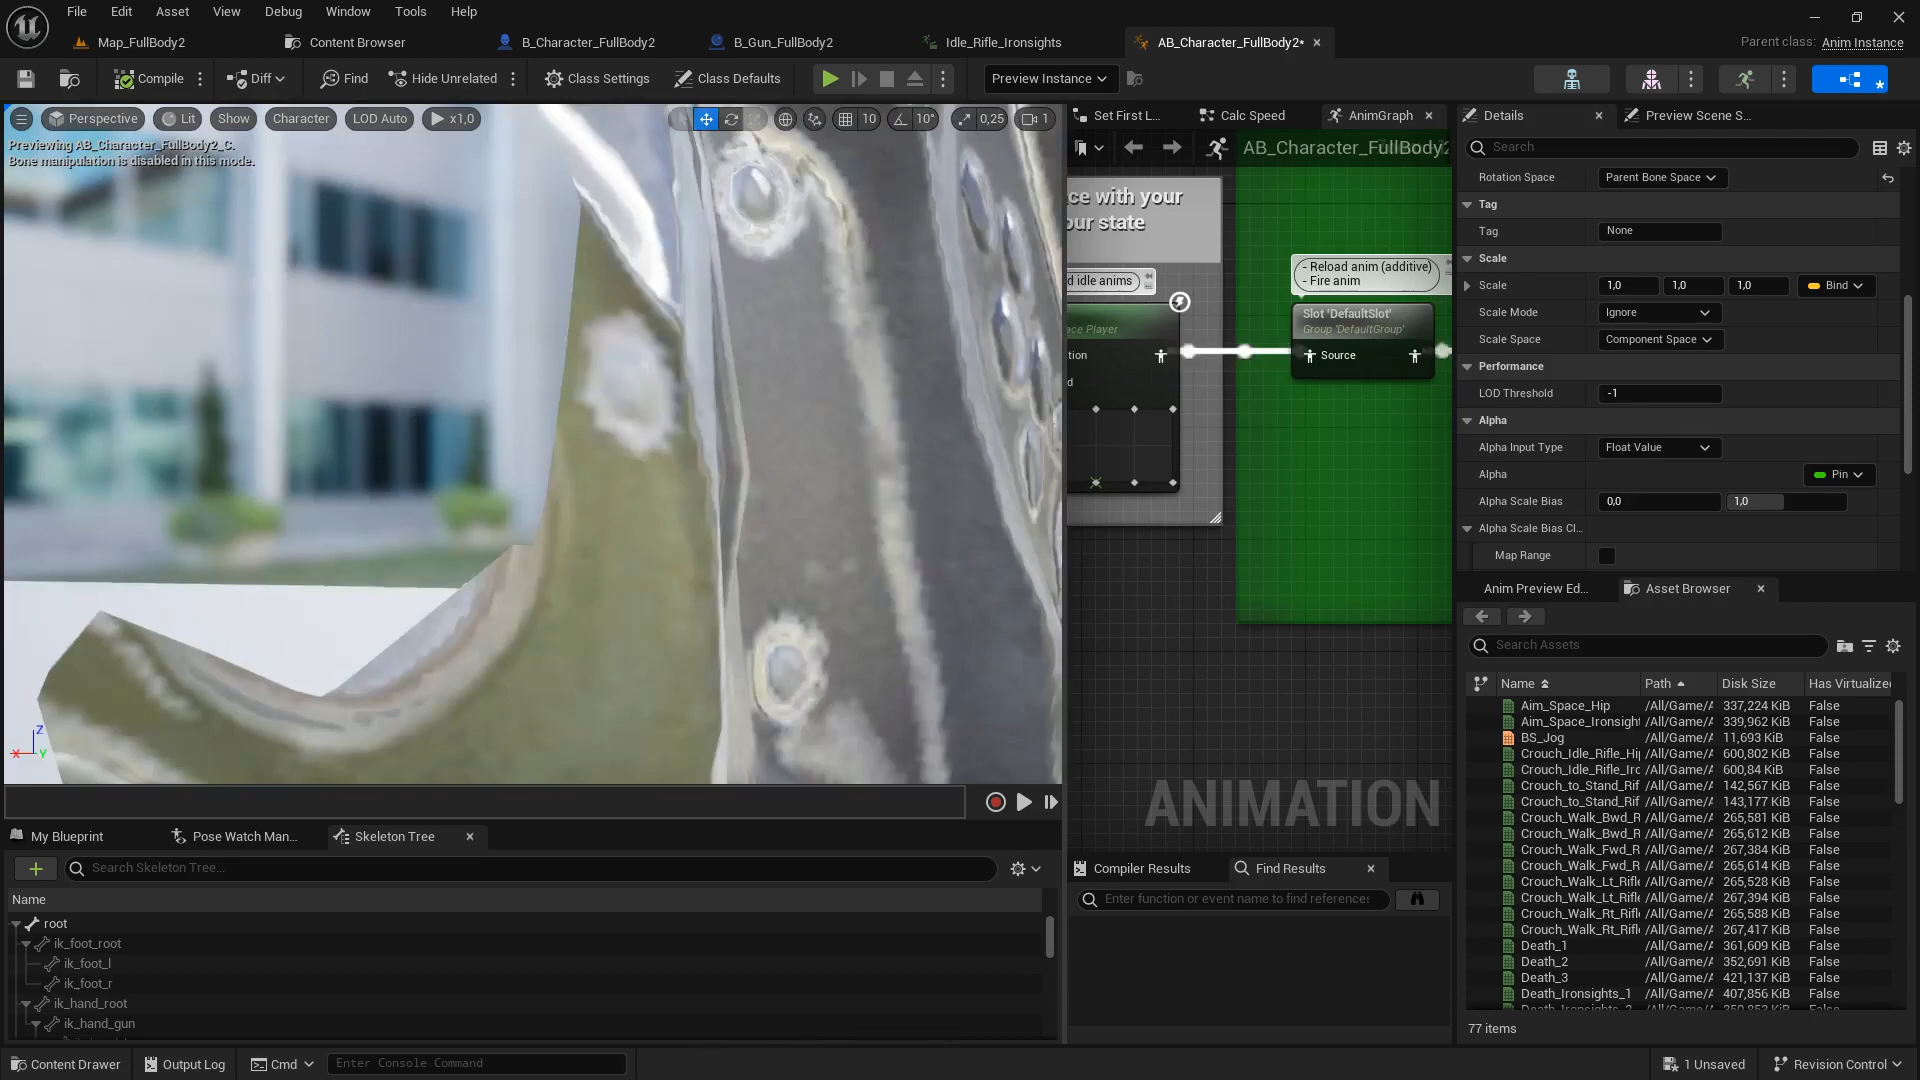 File Edit Asset View Debug Window Tools Help
Map_FullBody2 Content Browser B_Character_FullBody2 B_Gun_FullBody2 Idle_Rifle_Ironsights AB_Character_FullBody2* Parent class: Anim Instance
Compile Diff Find Hide Unrelated Class Settings Class Defaults Preview Instance
Perspective Lit Show Character LOD Auto x1,0 10 10° 0,25 1
Previewing AB_Character_FullBody2_C.
Bone manipulation is disabled in this mode.
Z
X Y
My Blueprint Pose Watch Man... Skeleton Tree
Search Skeleton Tree...
Name
root
ik_foot_root
ik_foot_l
ik_foot_r
ik_hand_root
ik_hand_gun
Set First L... Calc Speed AnimGraph
AB_Character_FullBody2
ce with your
our state
d idle anims
ace Player
tion
d
- Reload anim (additive)
- Fire anim
Slot 'DefaultSlot'
Group 'DefaultGroup'
Source
ANIMATION
Compiler Results Find Results
Enter function or event name to find references
Details Preview Scene S...
Search
Rotation Space Parent Bone Space
Tag
Tag None
Scale
Scale 1,0 1,0 1,0 Bind
Scale Mode Ignore
Scale Space Component Space
Performance
LOD Threshold -1
Alpha
Alpha Input Type Float Value
Alpha Pin
Alpha Scale Bias 0,0 1,0
Alpha Scale Bias Cl...
Map Range
Anim Preview Ed... Asset Browser
Search Assets
Name Path Disk Size Has Virtualized
Aim_Space_Hip /All/Game/A 337,224 KiB False
Aim_Space_Ironsight /All/Game/A 339,962 KiB False
BS_Jog /All/Game/A 11,693 KiB False
Crouch_Idle_Rifle_Hip /All/Game/A 600,802 KiB False
Crouch_Idle_Rifle_Iro /All/Game/A 600,84 KiB False
Crouch_to_Stand_Rif /All/Game/A 142,567 KiB False
Crouch_to_Stand_Rif /All/Game/A 143,177 KiB False
Crouch_Walk_Bwd_R /All/Game/A 265,581 KiB False
Crouch_Walk_Bwd_R /All/Game/A 265,612 KiB False
Crouch_Walk_Fwd_R /All/Game/A 267,384 KiB False
Crouch_Walk_Fwd_R /All/Game/A 265,614 KiB False
Crouch_Walk_Lt_Rifle /All/Game/A 265,528 KiB False
Crouch_Walk_Lt_Rifle /All/Game/A 267,394 KiB False
Crouch_Walk_Rt_Rifle /All/Game/A 265,588 KiB False
Crouch_Walk_Rt_Rifle /All/Game/A 267,417 KiB False
Death_1 /All/Game/A 361,609 KiB False
Death_2 /All/Game/A 352,691 KiB False
Death_3 /All/Game/A 421,137 KiB False
Death_Ironsights_1 /All/Game/A 407,856 KiB False
77 items
Content Drawer Output Log Cmd Enter Console Command 1 Unsaved Revision Control